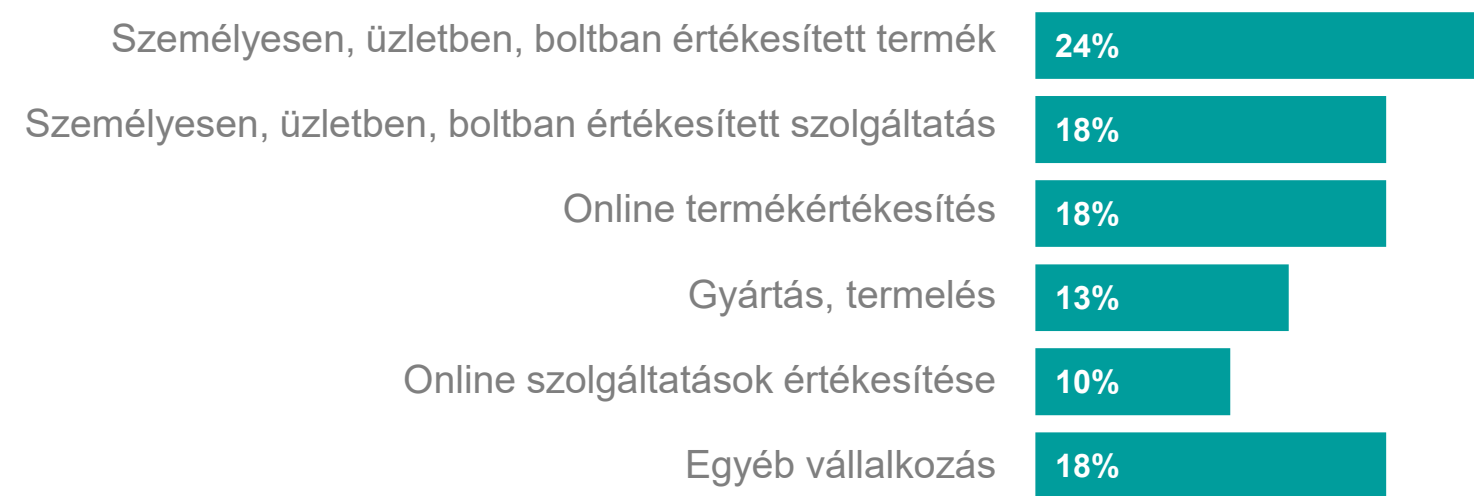 Személyesen, üzletben, boltban értékesített termék 24%
Személyesen, üzletben, boltban értékesített szolgáltatás 18%
Online termékértékesítés 18%
Gyártás, termelés 13%
Online szolgáltatások értékesítése 10%
Egyéb vállalkozás 18%